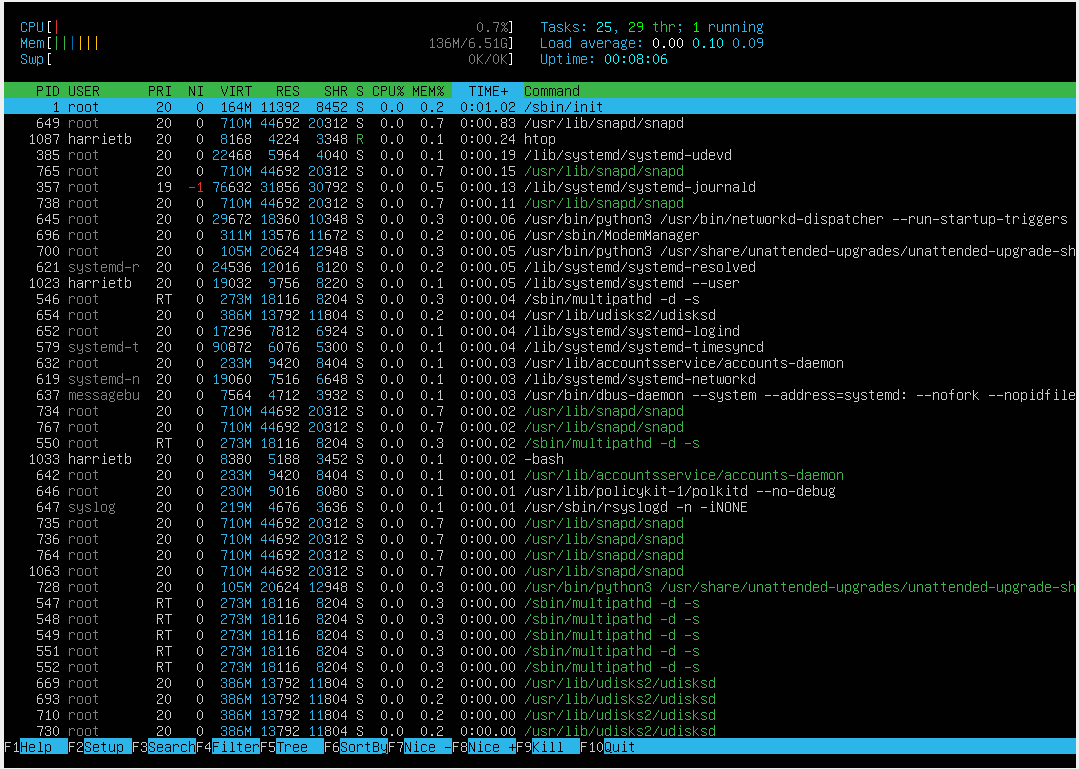 CPU[| 0.7%] Tasks: 25, 29 thr; 1 running
Mem[|||||| 136M/6.51G] Load average: 0.00 0.10 0.09
Swp[ 0K/0K] Uptime: 00:08:06
PID USER PRI NI VIRT RES SHR S CPU% MEM% TIME+ Command
1 root 20 0 164M 11392 8452 S 0.0 0.2 0:01.02 /sbin/init
649 root 20 0 710M 44692 20312 S 0.0 0.7 0:00.83 /usr/lib/snapd/snapd
1087 harrietb 20 0 8168 4224 3348 R 0.0 0.1 0:00.24 htop
385 root 20 0 22468 5964 4040 S 0.0 0.1 0:00.19 /lib/systemd/systemd-udevd
765 root 20 0 710M 44692 20312 S 0.0 0.7 0:00.15 /usr/lib/snapd/snapd
357 root 19 -1 76632 31856 30792 S 0.0 0.5 0:00.13 /lib/systemd/systemd-journald
738 root 20 0 710M 44692 20312 S 0.0 0.7 0:00.11 /usr/lib/snapd/snapd
645 root 20 0 29672 18360 10348 S 0.0 0.3 0:00.06 /usr/bin/python3 /usr/bin/networkd-dispatcher --run-startup-triggers
696 root 20 0 311M 13576 11672 S 0.0 0.2 0:00.06 /usr/sbin/ModemManager
700 root 20 0 105M 20624 12948 S 0.0 0.3 0:00.05 /usr/bin/python3 /usr/share/unattended-upgrades/unattended-upgrade-sh
621 systemd-r 20 0 24536 12016 8120 S 0.0 0.2 0:00.05 /lib/systemd/systemd-resolved
1023 harrietb 20 0 19032 9756 8220 S 0.0 0.1 0:00.05 /lib/systemd/systemd --user
546 root RT 0 273M 18116 8204 S 0.0 0.3 0:00.04 /sbin/multipathd -d -s
654 root 20 0 386M 13792 11804 S 0.0 0.2 0:00.04 /usr/lib/udisks2/udisksd
652 root 20 0 17296 7812 6924 S 0.0 0.1 0:00.04 /lib/systemd/systemd-logind
579 systemd-t 20 0 90872 6076 5300 S 0.0 0.1 0:00.04 /lib/systemd/systemd-timesyncd
632 root 20 0 233M 9420 8404 S 0.0 0.1 0:00.03 /usr/lib/accountsservice/accounts-daemon
619 systemd-n 20 0 19060 7516 6648 S 0.0 0.1 0:00.03 /lib/systemd/systemd-networkd
637 messagebu 20 0 7564 4712 3932 S 0.0 0.1 0:00.03 /usr/bin/dbus-daemon --system --address=systemd: --nofork --nopidfile
734 root 20 0 710M 44692 20312 S 0.0 0.7 0:00.02 /usr/lib/snapd/snapd
767 root 20 0 710M 44692 20312 S 0.0 0.7 0:00.02 /usr/lib/snapd/snapd
550 root RT 0 273M 18116 8204 S 0.0 0.3 0:00.02 /sbin/multipathd -d -s
1033 harrietb 20 0 8380 5188 3452 S 0.0 0.1 0:00.02 -bash
642 root 20 0 233M 9420 8404 S 0.0 0.1 0:00.01 /usr/lib/accountsservice/accounts-daemon
646 root 20 0 230M 9016 8080 S 0.0 0.1 0:00.01 /usr/lib/policykit-1/polkitd --no-debug
647 syslog 20 0 219M 4676 3636 S 0.0 0.1 0:00.01 /usr/sbin/rsyslogd -n -iNONE
735 root 20 0 710M 44692 20312 S 0.0 0.7 0:00.00 /usr/lib/snapd/snapd
736 root 20 0 710M 44692 20312 S 0.0 0.7 0:00.00 /usr/lib/snapd/snapd
764 root 20 0 710M 44692 20312 S 0.0 0.7 0:00.00 /usr/lib/snapd/snapd
1063 root 20 0 710M 44692 20312 S 0.0 0.7 0:00.00 /usr/lib/snapd/snapd
728 root 20 0 105M 20624 12948 S 0.0 0.3 0:00.00 /usr/bin/python3 /usr/share/unattended-upgrades/unattended-upgrade-sh
547 root RT 0 273M 18116 8204 S 0.0 0.3 0:00.00 /sbin/multipathd -d -s
548 root RT 0 273M 18116 8204 S 0.0 0.3 0:00.00 /sbin/multipathd -d -s
549 root RT 0 273M 18116 8204 S 0.0 0.3 0:00.00 /sbin/multipathd -d -s
551 root RT 0 273M 18116 8204 S 0.0 0.3 0:00.00 /sbin/multipathd -d -s
552 root RT 0 273M 18116 8204 S 0.0 0.3 0:00.00 /sbin/multipathd -d -s
669 root 20 0 386M 13792 11804 S 0.0 0.2 0:00.00 /usr/lib/udisks2/udisksd
693 root 20 0 386M 13792 11804 S 0.0 0.2 0:00.00 /usr/lib/udisks2/udisksd
710 root 20 0 386M 13792 11804 S 0.0 0.2 0:00.00 /usr/lib/udisks2/udisksd
730 root 20 0 386M 13792 11804 S 0.0 0.2 0:00.00 /usr/lib/udisks2/udisksd
F1Help F2Setup F3SearchF4FilterF5Tree F6SortByF7Nice -F8Nice +F9Kill F10Quit